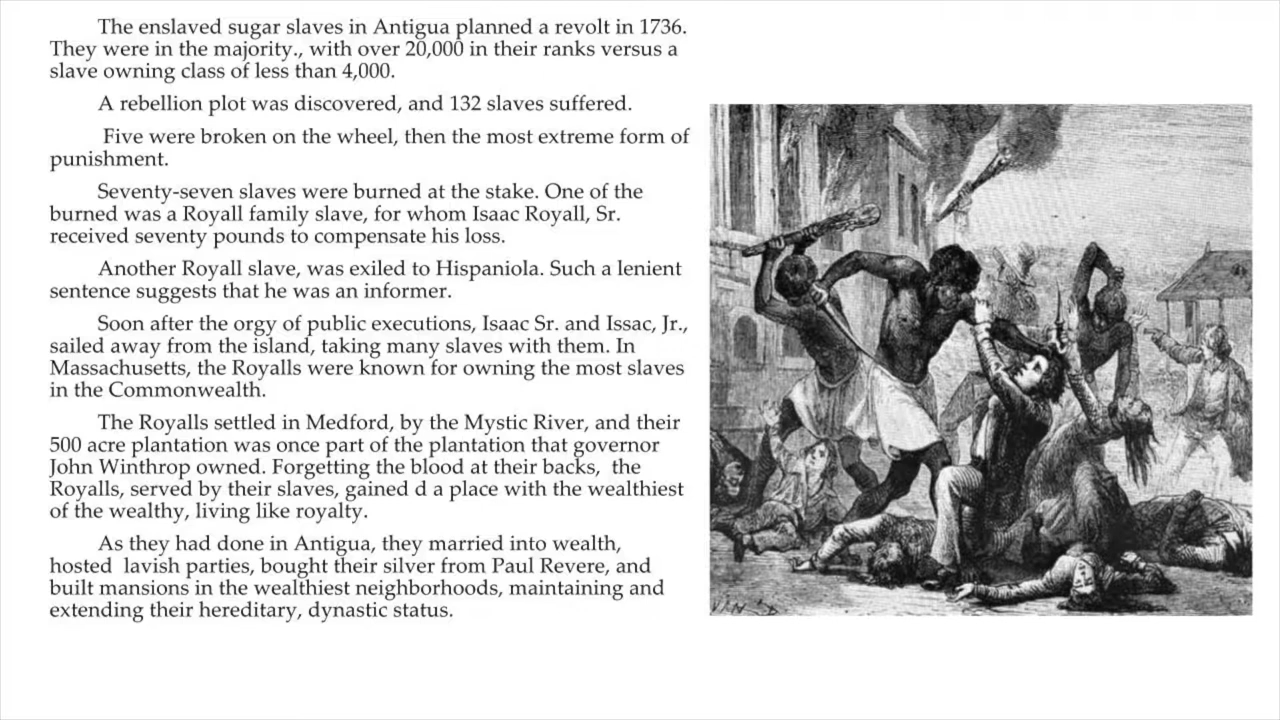 The enslaved sugar slaves in Antigua planned a revolt in 1736.
They were in the majority., with over 20,000 in their ranks versus a
slave owning class of less than 4,000.
A rebellion plot was discovered, and 132 slaves suffered.
Five were broken on the wheel, then the most extreme form of
punishment.
Seventy-seven slaves were burned at the stake. One of the
burned was a Royall family slave, for whom Isaac Royall, Sr.
received seventy pounds to compensate his loss.
Another Royall slave, was exiled to Hispaniola. Such a lenient
sentence suggests that he was an informer.
Soon after the orgy of public executions, Isaac Sr. and Issac, Jr.,
sailed away from the island, taking many slaves with them. In
Massachusetts, the Royalls were known for owning the most slaves
in the Commonwealth.
The Royalls settled in Medford, by the Mystic River, and their
500 acre plantation was once part of the plantation that governor
John Winthrop owned. Forgetting the blood at their backs, the
Royalls, served by their slaves, gained d a place with the wealthiest
of the wealthy, living like royalty.
As they had done in Antigua, they married into wealth,
hosted lavish parties, bought their silver from Paul Revere, and
built mansions in the wealthiest neighborhoods, maintaining and
extending their hereditary, dynastic status.